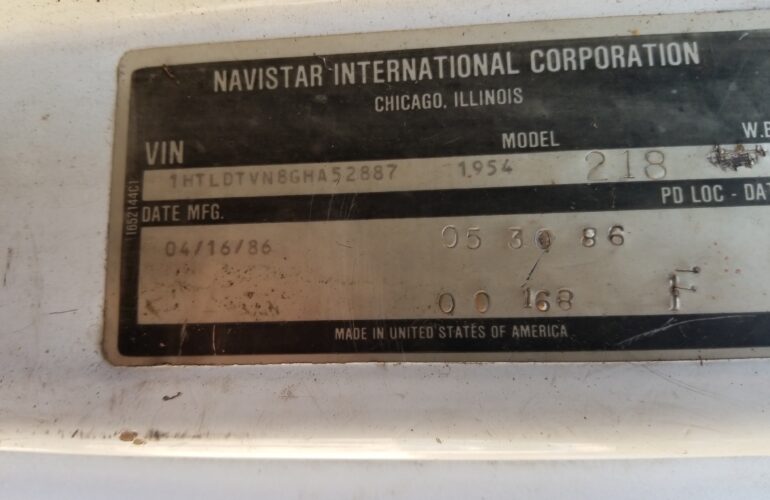 NAVISTAR INTERNATIONAL CORPORATION
CHICAGO, ILLINOIS
VIN MODEL W.B
1HTLDTVN8GHA52887 1954 218
PD LOC - DAT
DATE MFG.
04/16/86 05 30 86
00 168 F
MADE IN UNITED STATES OF AMERICA
1652144C1